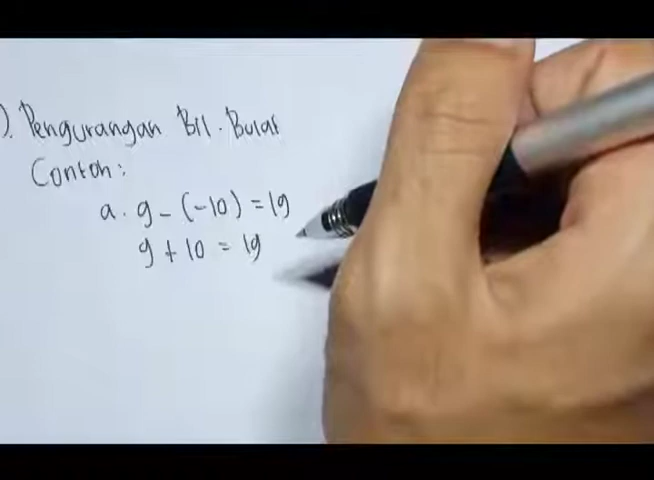 ). Pengurangan Bil. Bulat
Contoh:
a. 9 - (-10) = 19
9 + 10 = 19